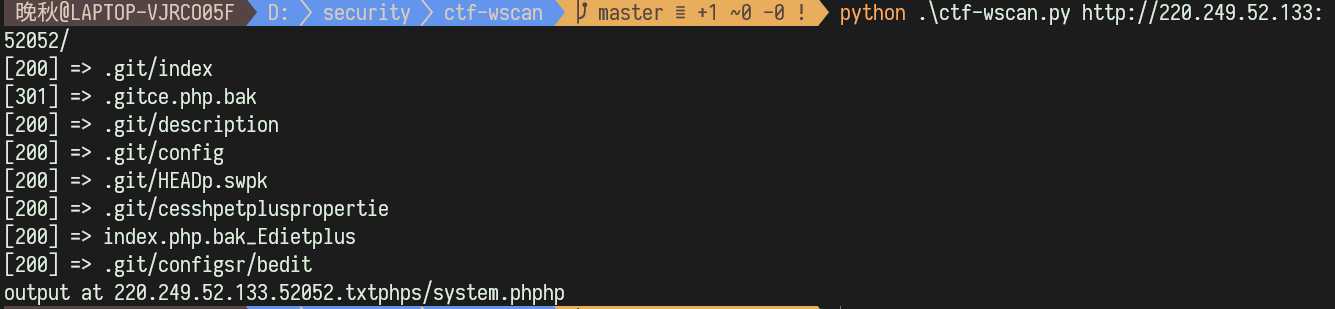 晚秋@LAPTOP-VJRCO05F D: security ctf-wscan master ≡ +1 ~0 -0 ! python .\ctf-wscan.py http://220.249.52.133:
52052/
[200] => .git/index
[301] => .gitce.php.bak
[200] => .git/description
[200] => .git/config
[200] => .git/HEADp.swpk
[200] => .git/cesshpetpluspropertie
[200] => index.php.bak_Edietplus
[200] => .git/configsr/bedit
output at 220.249.52.133.52052.txtphps/system.phphp